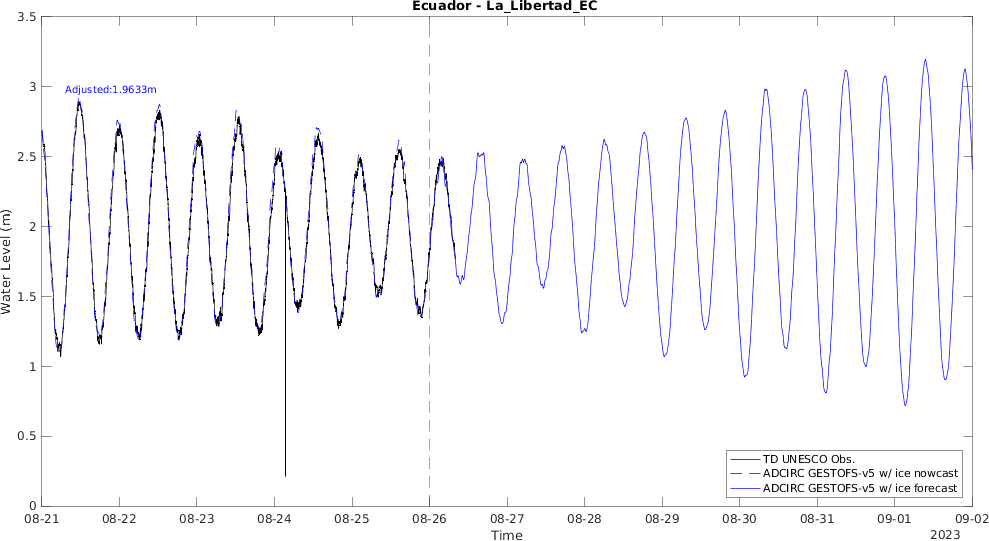 Ecuador - La_Libertad_EC
3.5
3
2.5
2
1.5
1
0.5
0
Water Level (m)
Adjusted:1.9633m
TD UNESCO Obs.
ADCIRC GESTOFS-v5 w/ ice nowcast
ADCIRC GESTOFS-v5 w/ ice forecast
08-21 08-22 08-23 08-24 08-25 08-26 08-27 08-28 08-29 08-30 08-31 09-01 09-02
Time
2023